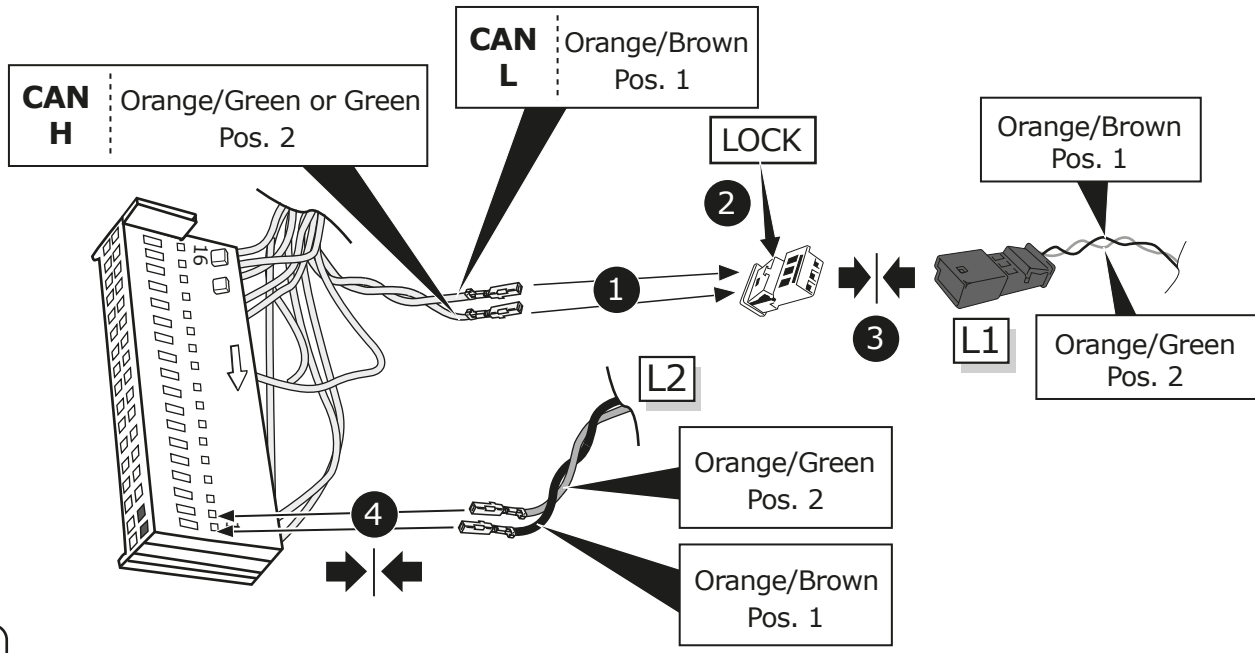 CAN H
Orange/Green or Green
Pos. 2
CAN L
Orange/Brown
Pos. 1
LOCK
Orange/Brown
Pos. 1
2
16
1
3
L1
Orange/Green
Pos. 2
L2
Orange/Green
Pos. 2
4
Orange/Brown
Pos. 1